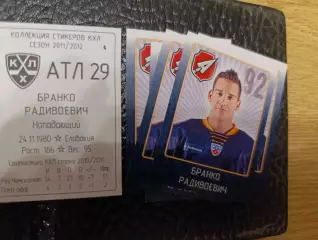 КОЛЛЕКЦИЯ СТИКЕРОВ КХЛ
СЕЗОН 2011/2012
КХЛ
АТЛ 29
БРАНКО
РАДИВОЕВИЧ
Нападающий
24.11.1980 ★ Словакия
Рост: 186 ★ Вес: 95
92
БРАНКО
РАДИВОЕВИЧ